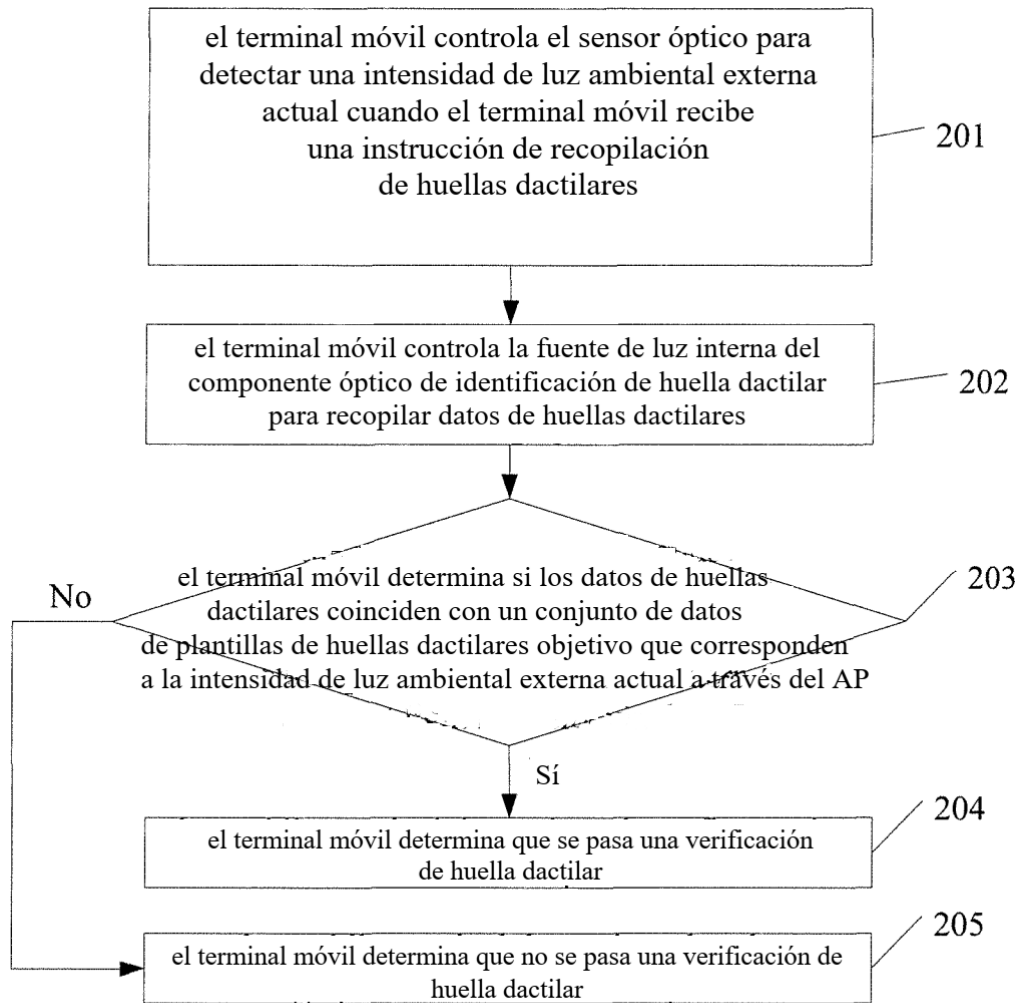 el terminal móvil controla el sensor óptico para
detectar una intensidad de luz ambiental externa
actual cuando el terminal móvil recibe
una instrucción de recopilación
de huellas dactilares
201
el terminal móvil controla la fuente de luz interna del
componente óptico de identificación de huella dactilar
para recopilar datos de huellas dactilares
202
el terminal móvil determina si los datos de huellas
dactilares coinciden con un conjunto de datos
de plantillas de huellas dactilares objetivo que corresponden
a la intensidad de luz ambiental externa actual a través del AP
203
No
Sí
el terminal móvil determina que se pasa una verificación
de huella dactilar
204
el terminal móvil determina que no se pasa una verificación de
huella dactilar
205